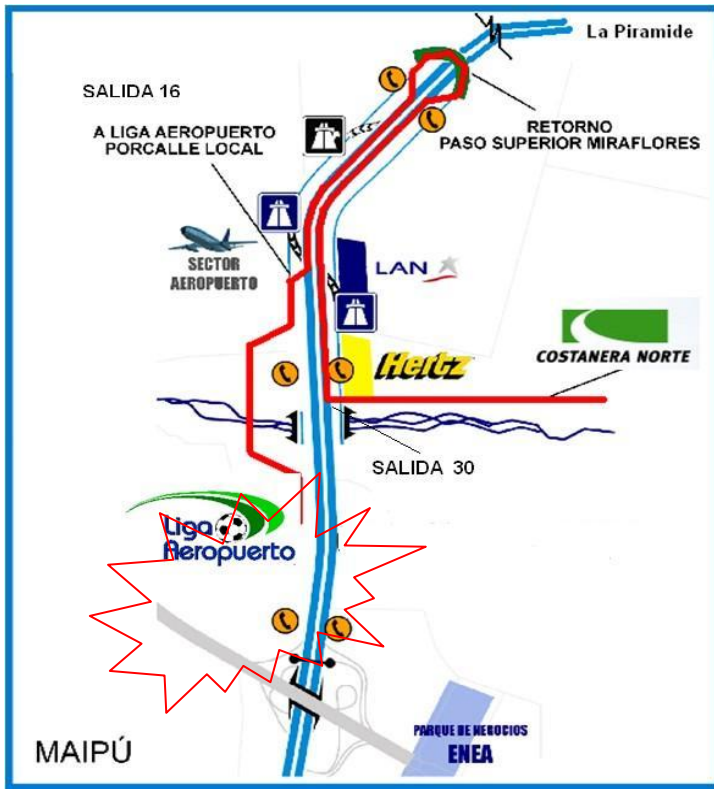 La Piramide
SALIDA 16
A LIGA AEROPUERTO
PORCALLE LOCAL
RETORNO
PASO SUPERIOR MIRAFLORES
SECTOR
AEROPUERTO
LAN
Hertz
COSTANERA NORTE
SALIDA 30
Liga
Aeropuerto
PARQUE DE NEGOCIOS
ENEA
MAIPÚ